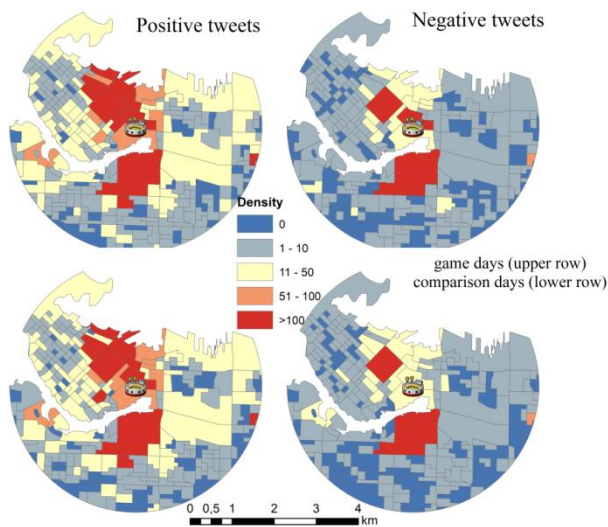 Positive tweets
Negative tweets
Density
0
1 - 10
11 - 50
51 - 100
>100
game days (upper row)
comparison days (lower row)
0 0,5 1 2 3 4
km